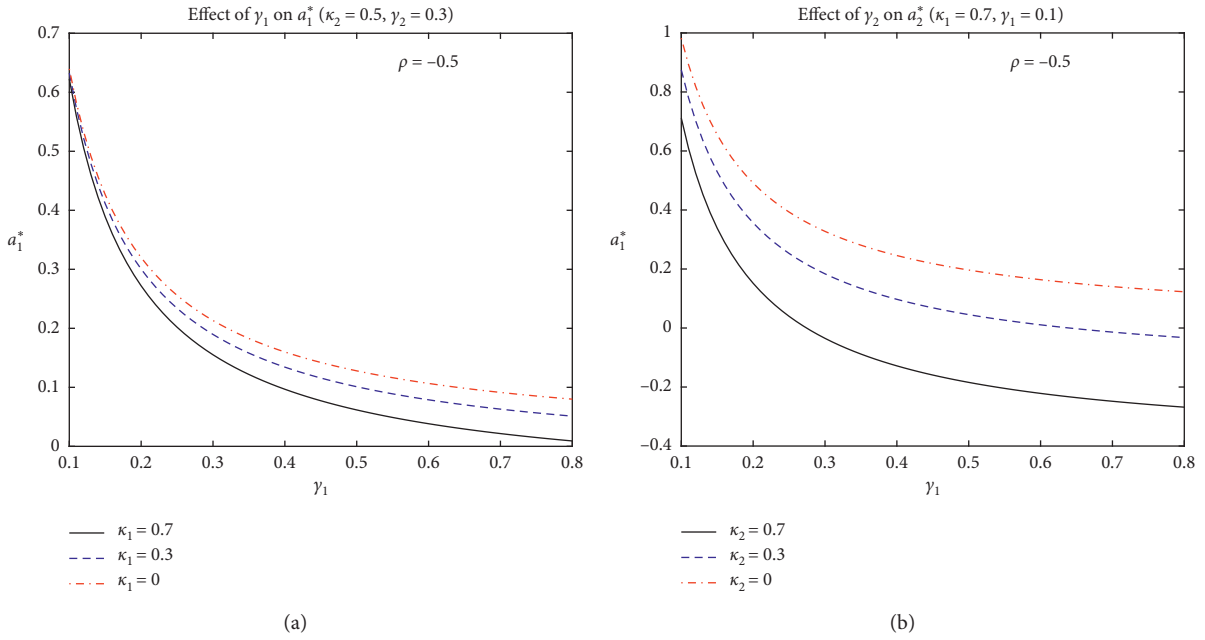 Effect of γ₁ on a₁* (κ₂ = 0.5, γ₂ = 0.3)
ρ = –0.5
a₁*
0.7
0.6
0.5
0.4
0.3
0.2
0.1
0
0.1 0.2 0.3 0.4 0.5 0.6 0.7 0.8
γ₁
κ₁ = 0.7
κ₁ = 0.3
κ₁ = 0
(a)
Effect of γ₂ on a₂* (κ₁ = 0.7, γ₁ = 0.1)
ρ = –0.5
a₁*
1
0.8
0.6
0.4
0.2
0
–0.2
–0.4
0.1 0.2 0.3 0.4 0.5 0.6 0.7 0.8
γ₁
κ₂ = 0.7
κ₂ = 0.3
κ₂ = 0
(b)